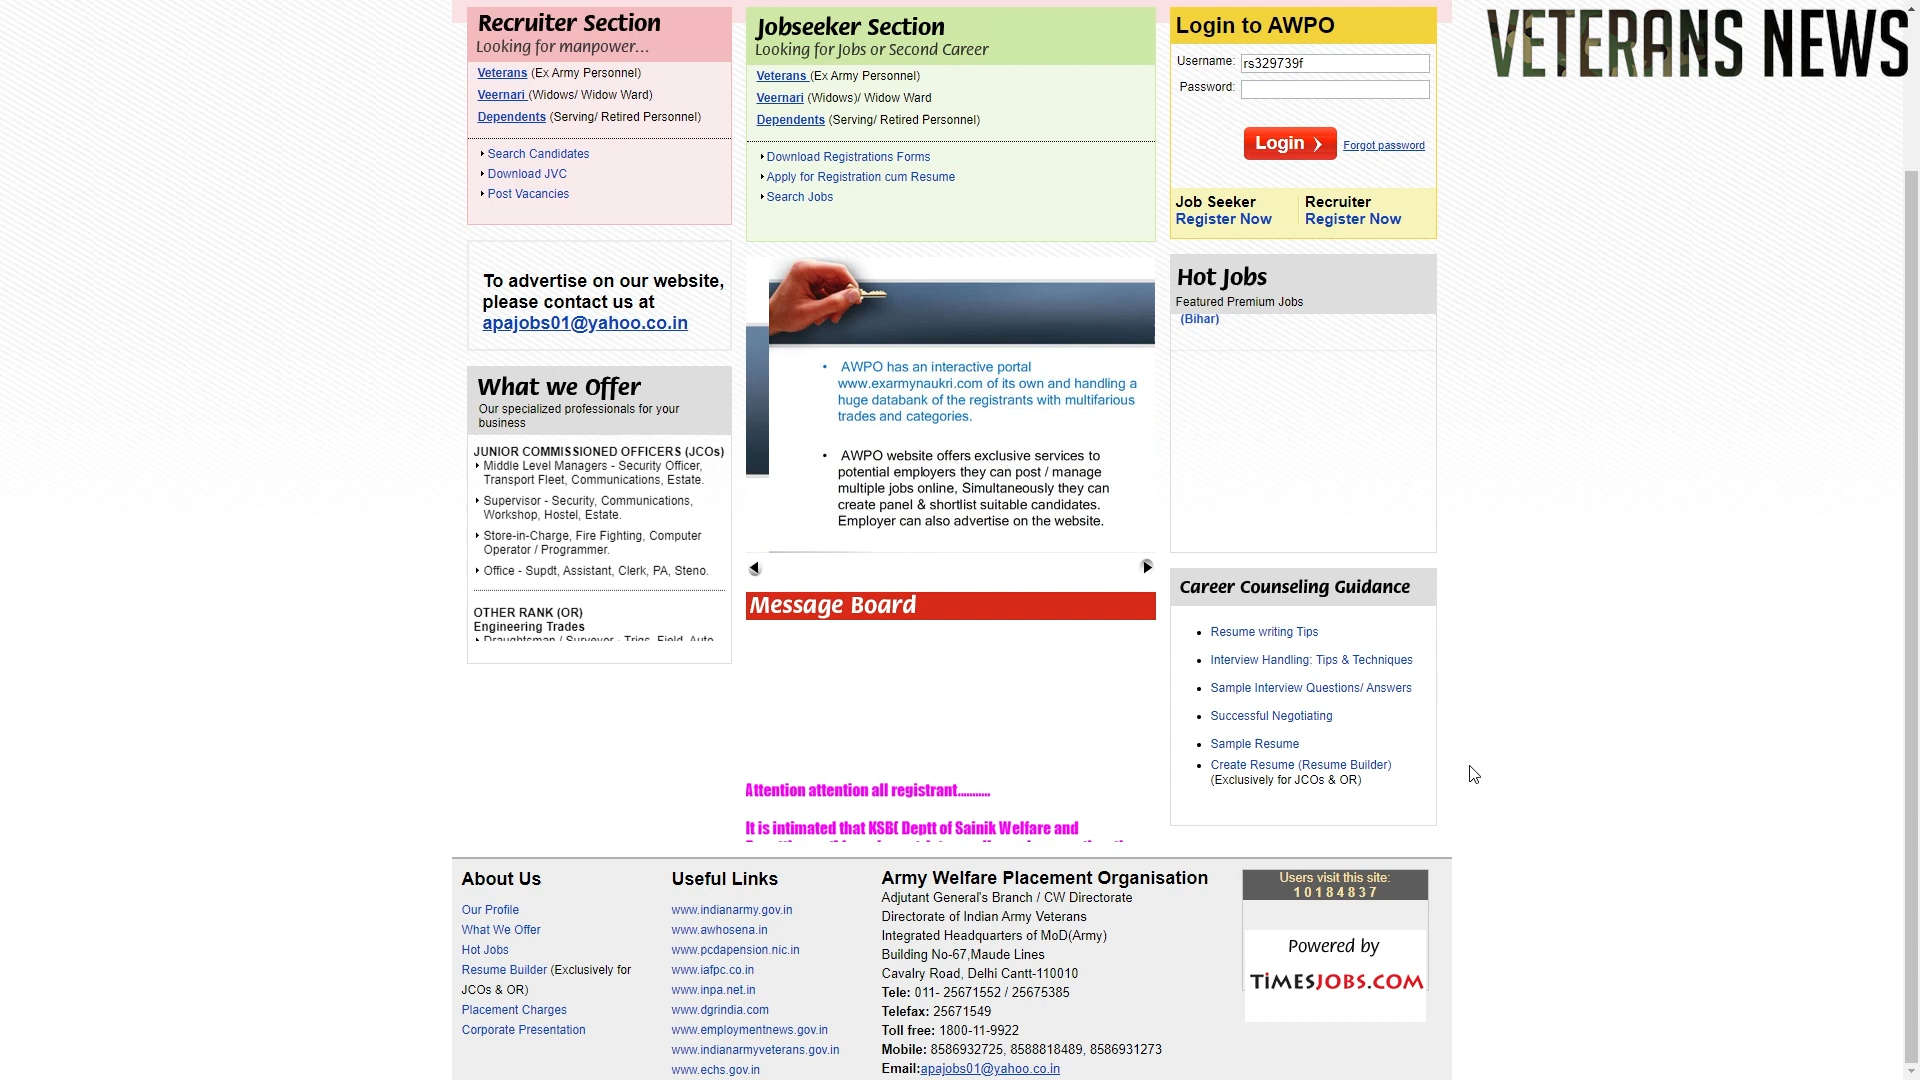 Recruiter Section
Looking for manpower...
Veterans (Ex Army Personnel)
Veernari (Widows/ Widow Ward)
Dependents (Serving/ Retired Personnel)
Search Candidates
Download JVC
Post Vacancies
To advertise on our website,
please contact us at
apajobs01@yahoo.co.in
What we Offer
Our specialized professionals for your
business
JUNIOR COMMISSIONED OFFICERS (JCOs)
Middle Level Managers - Security Officer,
Transport Fleet, Communications, Estate.
Supervisor - Security, Communications,
Workshop, Hostel, Estate.
Store-in-Charge, Fire Fighting, Computer
Operator / Programmer.
Office - Supdt, Assistant, Clerk, PA, Steno.
OTHER RANK (OR)
Engineering Trades
Draughtsman / Surveyor - Trigs, Field, Auto
Jobseeker Section
Looking for Jobs or Second Career
Veterans (Ex Army Personnel)
Veernari (Widows)/ Widow Ward
Dependents (Serving/ Retired Personnel)
Download Registrations Forms
Apply for Registration cum Resume
Search Jobs
• AWPO has an interactive portal
www.exarmynaukri.com of its own and handling a
huge databank of the registrants with multifarious
trades and categories.
• AWPO website offers exclusive services to
potential employers they can post / manage
multiple jobs online, Simultaneously they can
create panel & shortlist suitable candidates.
Employer can also advertise on the website.
Message Board
Attention attention all registrant...........
It is intimated that KSB( Deptt of Sainik Welfare and
Login to AWPO
Username: rs329739f
Password:
Login
Forgot password
Job Seeker
Register Now
Recruiter
Register Now
Hot Jobs
Featured Premium Jobs
(Bihar)
Career Counseling Guidance
Resume writing Tips
Interview Handling: Tips & Techniques
Sample Interview Questions/ Answers
Successful Negotiating
Sample Resume
Create Resume (Resume Builder)
(Exclusively for JCOs & OR)
VETERANS NEWS
About Us
Our Profile
What We Offer
Hot Jobs
Resume Builder (Exclusively for
JCOs & OR)
Placement Charges
Corporate Presentation
Useful Links
www.indianarmy.gov.in
www.awhosena.in
www.pcdapension.nic.in
www.iafpc.co.in
www.inpa.net.in
www.dgrindia.com
www.employmentnews.gov.in
www.indianarmyveterans.gov.in
www.echs.gov.in
Army Welfare Placement Organisation
Adjutant General's Branch / CW Directorate
Directorate of Indian Army Veterans
Integrated Headquarters of MoD(Army)
Building No-67,Maude Lines
Cavalry Road, Delhi Cantt-110010
Tele: 011- 25671552 / 25675385
Telefax: 25671549
Toll free: 1800-11-9922
Mobile: 8586932725, 8588818489, 8586931273
Email:apajobs01@yahoo.co.in
Users visit this site:
10184837
Powered by
TIMESJOBS.COM